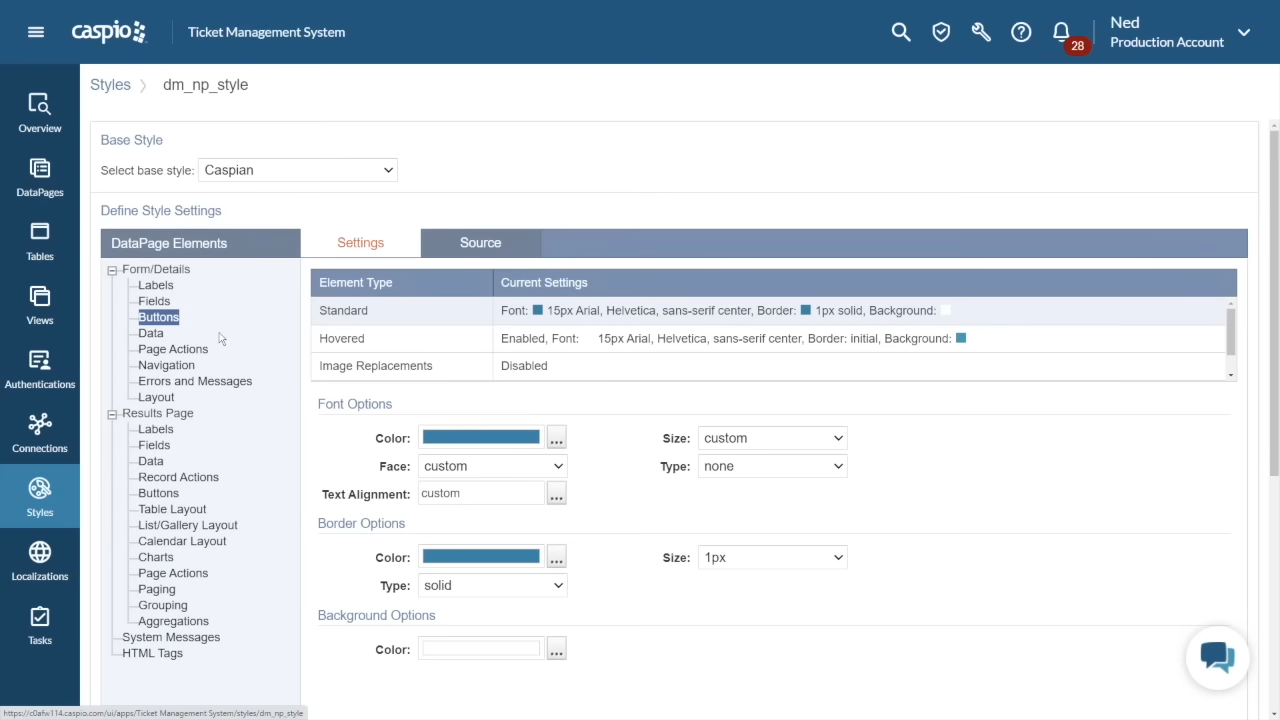 caspio
Ticket Management System
28
Ned
Production Account
Overview
DataPages
Tables
Views
Authentications
Connections
Styles
Localizations
Tasks
Styles 〉 dm_np_style
Base Style
Select base style: Caspian
Define Style Settings
DataPage Elements
Form/Details
Labels
Fields
Buttons
Data
Page Actions
Navigation
Errors and Messages
Layout
Results Page
Labels
Fields
Data
Record Actions
Buttons
Table Layout
List/Gallery Layout
Calendar Layout
Charts
Page Actions
Paging
Grouping
Aggregations
System Messages
HTML Tags
Settings Source
Element Type Current Settings
Standard Font: 15px Arial, Helvetica, sans-serif center, Border: 1px solid, Background:
Hovered Enabled, Font: 15px Arial, Helvetica, sans-serif center, Border: initial, Background:
Image Replacements Disabled
Font Options
Color: ... Size: custom
Face: custom Type: none
Text Alignment: custom ...
Border Options
Color: ... Size: 1px
Type: solid
Background Options
Color: ...
https://c0afw114.caspio.com/ui/apps/Ticket Management System/styles/dm_np_style